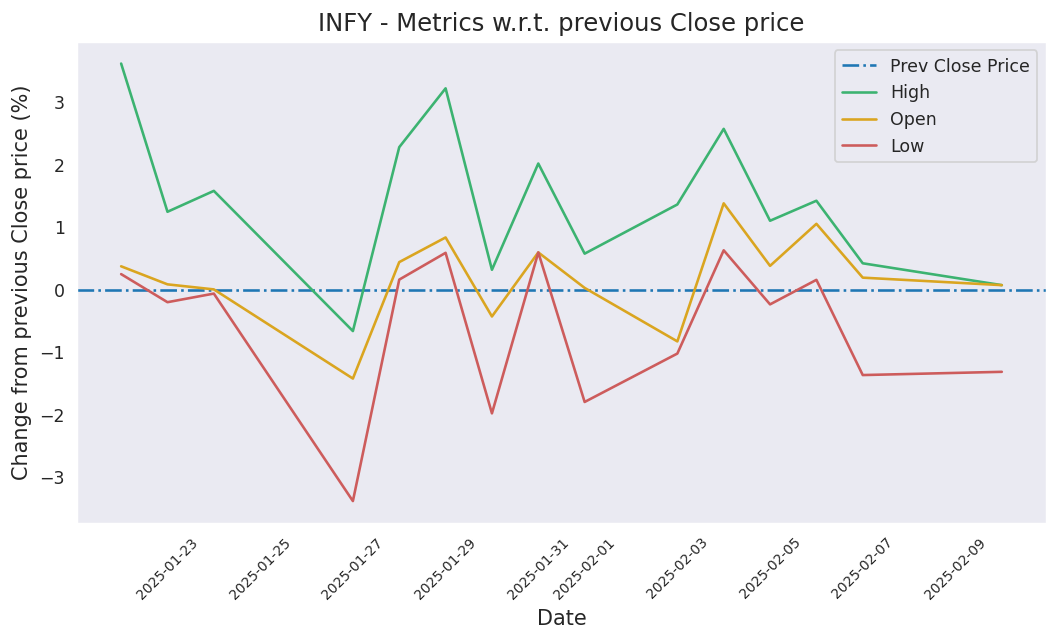 INFY - Metrics w.r.t. previous Close price
Change from previous Close price (%)
3
2
1
0
−1
−2
−3
Prev Close Price
High
Open
Low
2025-01-23
2025-01-25
2025-01-27
2025-01-29
2025-01-31
2025-02-01
2025-02-03
2025-02-05
2025-02-07
2025-02-09
Date